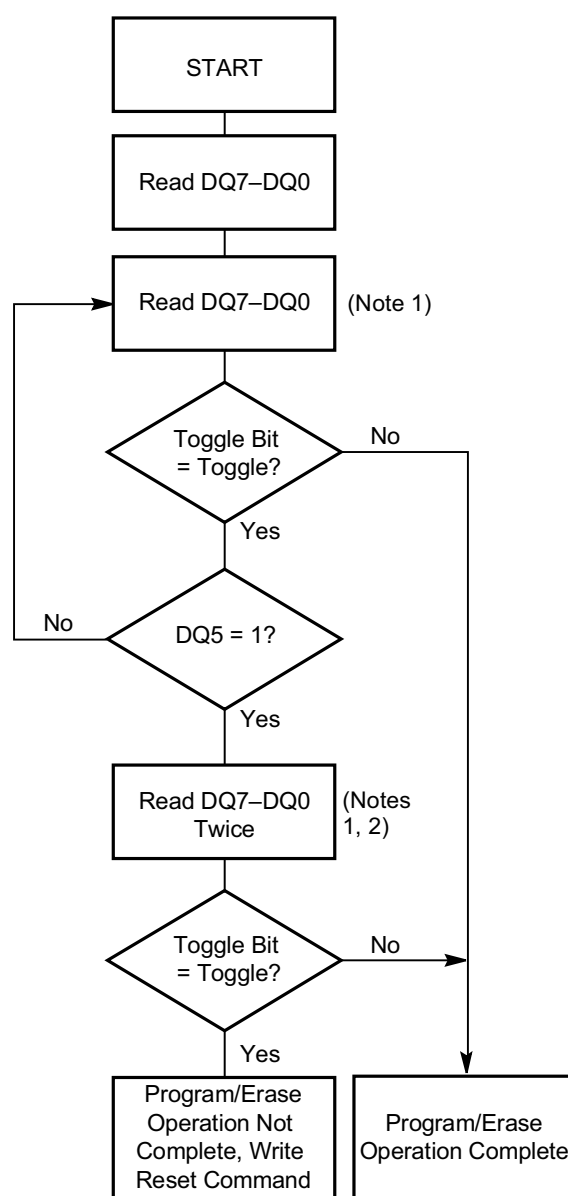 START
Read DQ7–DQ0
Read DQ7–DQ0
(Note 1)
Toggle Bit
= Toggle?
No
Yes
No
DQ5 = 1?
Yes
Read DQ7–DQ0
Twice
(Notes
1, 2)
Toggle Bit
= Toggle?
No
Yes
Program/Erase
Operation Not
Complete, Write
Reset Command
Program/Erase
Operation Complete